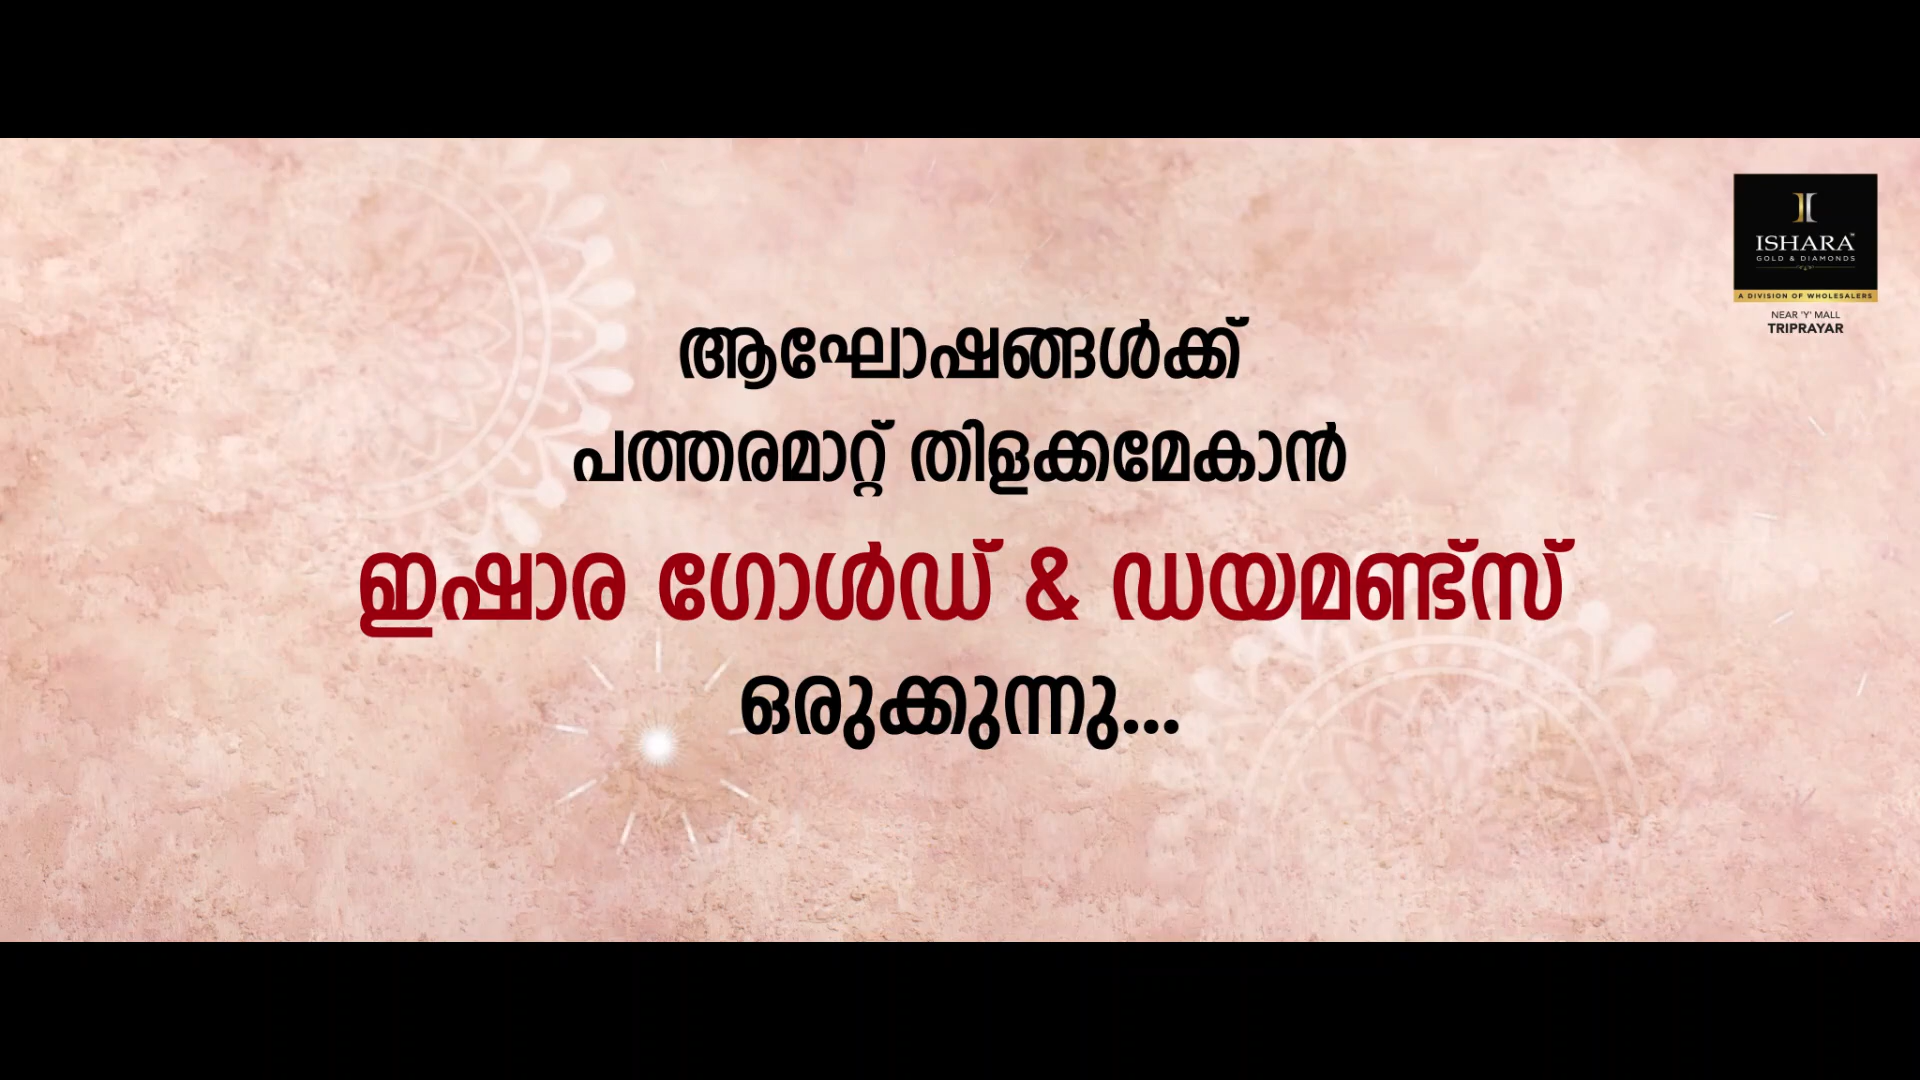 ISHARA™
GOLD & DIAMONDS
A DIVISION OF WHOLESALERS
NEAR 'Y' MALL
TRIPRAYAR
ആഘോഷങ്ങൾക്ക്
പത്തരമാറ്റ് തിളക്കമേകാൻ
ഇഷാര ഗോൾഡ് & ഡയമണ്ട്സ്
ഒരുക്കുന്നു...